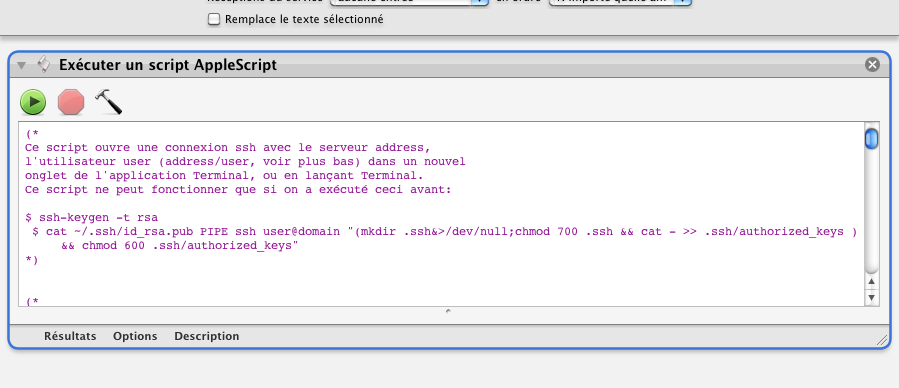 Remplace le texte sélectionné
Exécuter un script AppleScript
(*
Ce script ouvre une connexion ssh avec le serveur address,
l'utilisateur user (address/user, voir plus bas) dans un nouvel
onglet de l'application Terminal, ou en lançant Terminal.
Ce script ne peut fonctionner que si on a exécuté ceci avant:
$ ssh-keygen -t rsa
$ cat ~/.ssh/id_rsa.pub PIPE ssh user@domain "(mkdir .ssh&>/dev/null;chmod 700 .ssh && cat - >> .ssh/authorized_keys )
&& chmod 600 .ssh/authorized_keys"
*)
(*
Résultats Options Description